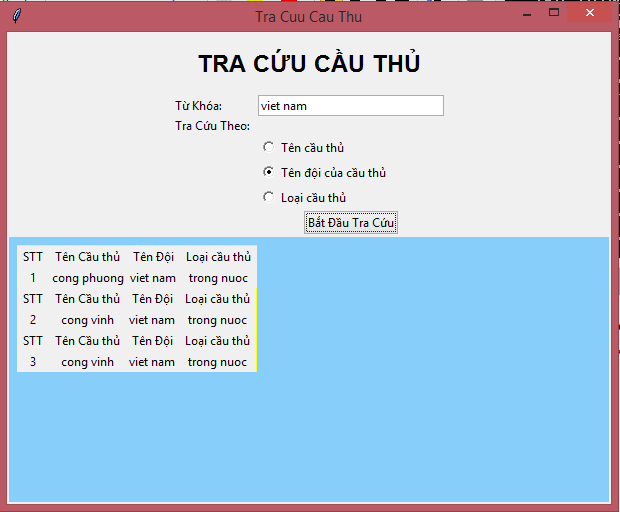 Tra Cuu Cau Thu
TRA CỨU CẦU THỦ
Từ Khóa: viet nam
Tra Cứu Theo:
Tên cầu thủ
Tên đội của cầu thủ
Loại cầu thủ
Bắt Đầu Tra Cứu
STT Tên Cầu thủ Tên Đội Loại cầu thủ
1 cong phuong viet nam trong nuoc
STT Tên Cầu thủ Tên Đội Loại cầu thủ
2 cong vinh viet nam trong nuoc
STT Tên Cầu thủ Tên Đội Loại cầu thủ
3 cong vinh viet nam trong nuoc